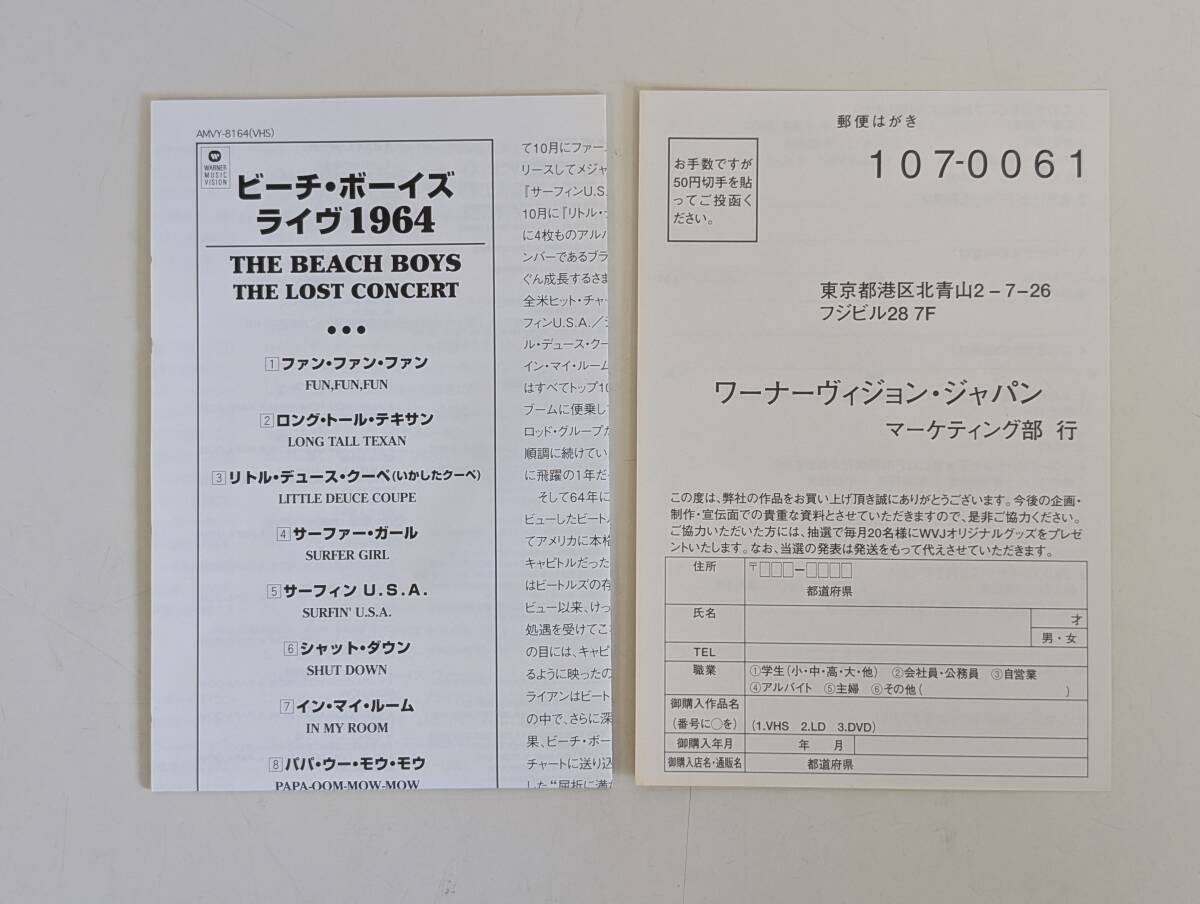 AMVY-8164(VHS)
WARNER
MUSIC
VISION
ビーチ・ボーイズ
ライヴ1964
THE BEACH BOYS
THE LOST CONCERT
●●●
1 ファン・ファン・ファン
FUN,FUN,FUN
2 ロング・トール・テキサン
LONG TALL TEXAN
3 リトル・デュース・クーペ(いかしたクーペ)
LITTLE DEUCE COUPE
4 サーファー・ガール
SURFER GIRL
5 サーフィン U.S.A.
SURFIN' U.S.A.
6 シャット・ダウン
SHUT DOWN
7 イン・マイ・ルーム
IN MY ROOM
8 パパ・ウー・モウ・モウ
PAPA-OOM-MOW-MOW
て10月にファー
リースしてメジャ
『サーフィンU.S.
10月に『リトル・
に4枚ものアルバ
ンバーであるブラ
ぐん成長するさま
全米ヒット・チャ
フィンU.S.A.／
ル・デュース・クー
イン・マイ・ルーム
はすべてトップ10
ブームに便乗し
ロッド・グループ
順調に続けてい
に飛躍の1年だ
そして64年に
ビューしたビート
てアメリカに本格
キャピトルだった
はビートルズの存
ビュー以来、けっ
処遇を受けてこ
の目には、キャピ
るように映ったの
ライアンはビート
の中で、さらに深
果、ビーチ・ボー
チャートに送り込
した“屈折に満
郵便はがき
107-0061
お手数ですが
50円切手を貼
ってご投函く
ださい。
東京都港区北青山2－7－26
フジビル28 7F
ワーナーヴィジョン・ジャパン
マーケティング部 行
この度は、弊社の作品をお買い上げ頂き誠にありがとうございます。今後の企画・
制作・宣伝面での貴重な資料とさせていただきますので、是非ご協力ください。
ご協力いただいた方には、抽選で毎月20名様にWVJオリジナルグッズをプレゼ
ントいたします。なお、当選の発表は発送をもって代えさせていただきます。
住所 〒□□□－□□□□
都道府県
氏名 才
男・女
TEL
職業 ①学生(小・中・高・大・他) ②会社員・公務員 ③自営業
④アルバイト ⑤主婦 ⑥その他( )
御購入作品名
(番号に○を) (1.VHS 2.LD 3.DVD)
御購入年月 年 月
御購入店名・通販名 都道府県